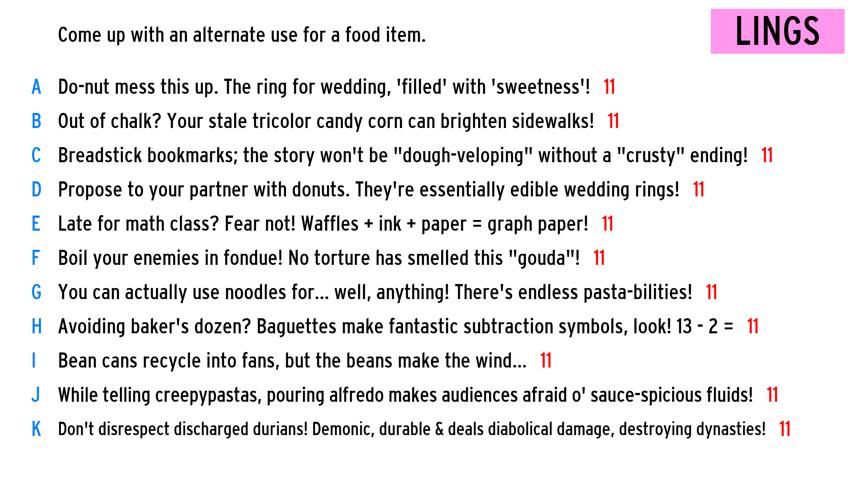 Come up with an alternate use for a food item.
LINGS
A Do-nut mess this up. The ring for wedding, 'filled' with 'sweetness'! 11
B Out of chalk? Your stale tricolor candy corn can brighten sidewalks! 11
C Breadstick bookmarks; the story won't be "dough-veloping" without a "crusty" ending! 11
D Propose to your partner with donuts. They're essentially edible wedding rings! 11
E Late for math class? Fear not! Waffles + ink + paper = graph paper! 11
F Boil your enemies in fondue! No torture has smelled this "gouda"! 11
G You can actually use noodles for... well, anything! There's endless pasta-bilities! 11
H Avoiding baker's dozen? Baguettes make fantastic subtraction symbols, look! 13 - 2 = 11
I Bean cans recycle into fans, but the beans make the wind... 11
J While telling creepypastas, pouring alfredo makes audiences afraid o' sauce-spicious fluids! 11
K Don't disrespect discharged durians! Demonic, durable & deals diabolical damage, destroying dynasties! 11